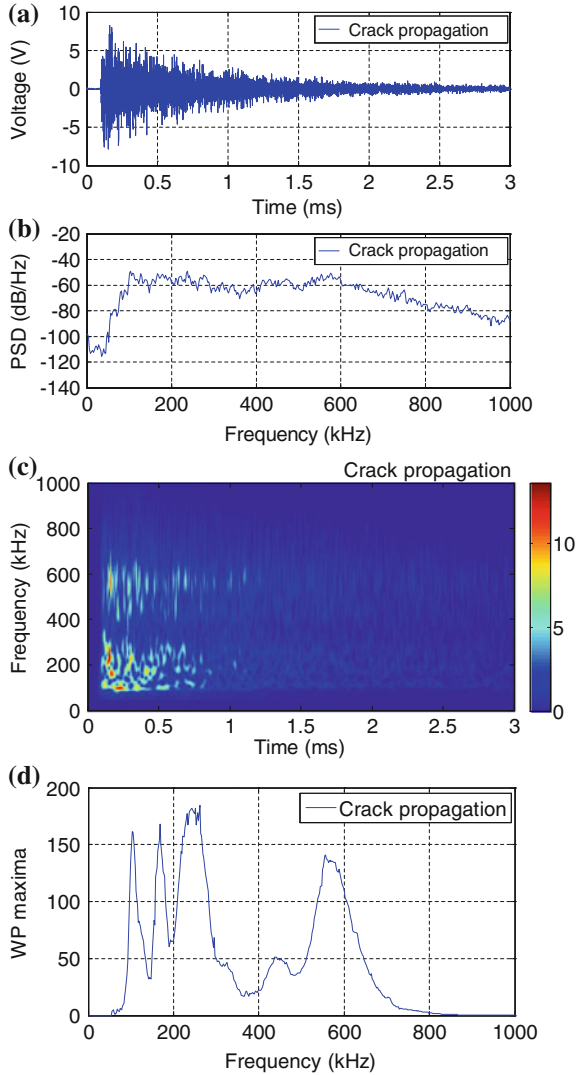 (a)
Voltage (V)
10
5
0
-5
-10
Crack propagation
0 0.5 1 1.5 2 2.5 3
Time (ms)
(b)
PSD (dB/Hz)
-20
-40
-60
-80
-100
-120
-140
Crack propagation
0 200 400 600 800 1000
Frequency (kHz)
(c)
Crack propagation
Frequency (kHz)
1000
800
600
400
200
0
0 0.5 1 1.5 2 2.5 3
Time (ms)
10
5
0
(d)
WP maxima
200
150
100
50
0
Crack propagation
0 200 400 600 800 1000
Frequency (kHz)